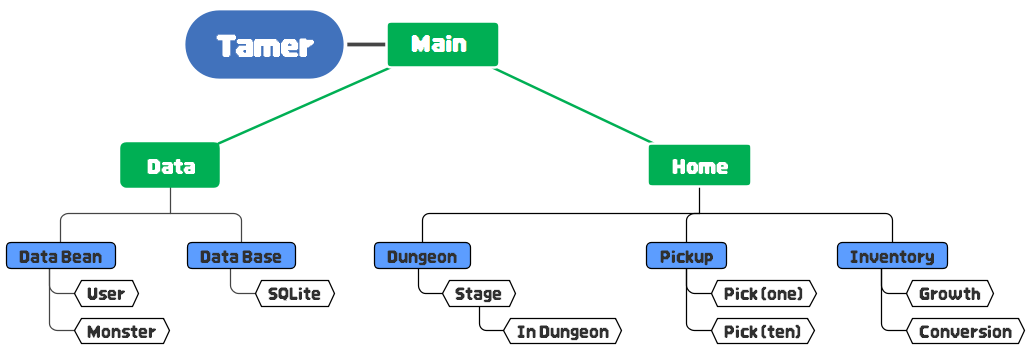 Tamer
Main
Data
Home
Data Bean
Data Base
Dungeon
Pickup
Inventory
User
SQLite
Stage
Pick(one)
Growth
Monster
In Dungeon
Pick(ten)
Conversion